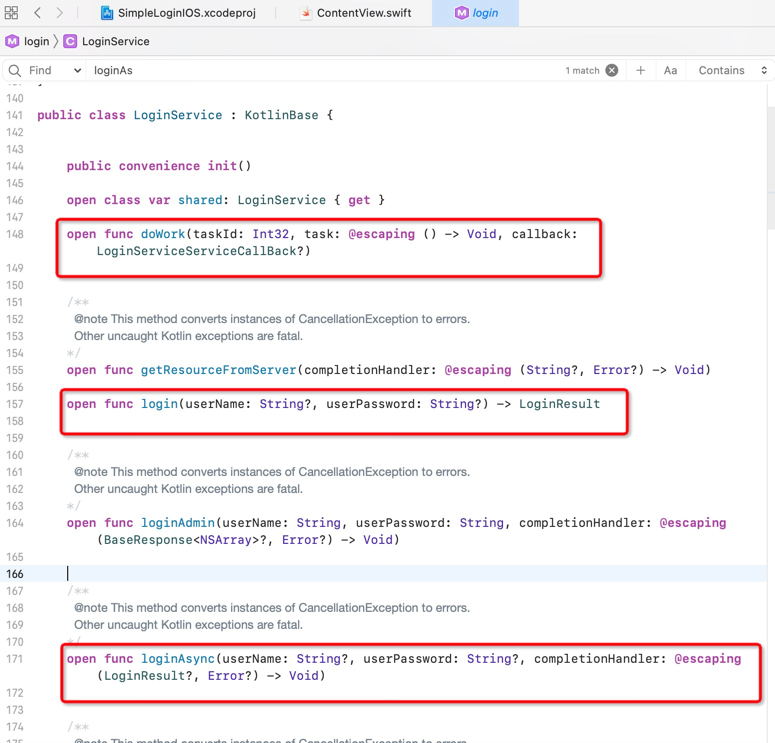 SimpleLoginIOS.xcodeproj
ContentView.swift
login
login
LoginService
Find
loginAs
1 match
Aa
Contains
140
141 public class LoginService : KotlinBase {
142
143
144 public convenience init()
145
146 open class var shared: LoginService { get }
147
148 open func doWork(taskId: Int32, task: @escaping () -> Void, callback:
LoginServiceServiceCallBack?)
149
150
151 /**
152 @note This method converts instances of CancellationException to errors.
153 Other uncaught Kotlin exceptions are fatal.
154 */
155 open func getResourceFromServer(completionHandler: @escaping (String?, Error?) -> Void)
156
157 open func login(userName: String?, userPassword: String?) -> LoginResult
158
159
160 /**
161 @note This method converts instances of CancellationException to errors.
162 Other uncaught Kotlin exceptions are fatal.
163 */
164 open func loginAdmin(userName: String, userPassword: String, completionHandler: @escaping
(BaseResponse<NSArray>?, Error?) -> Void)
165
166
167 /**
168 @note This method converts instances of CancellationException to errors.
169 Other uncaught Kotlin exceptions are fatal.
170 */
171 open func loginAsync(userName: String?, userPassword: String?, completionHandler: @escaping
(LoginResult?, Error?) -> Void)
172
173
174 /**